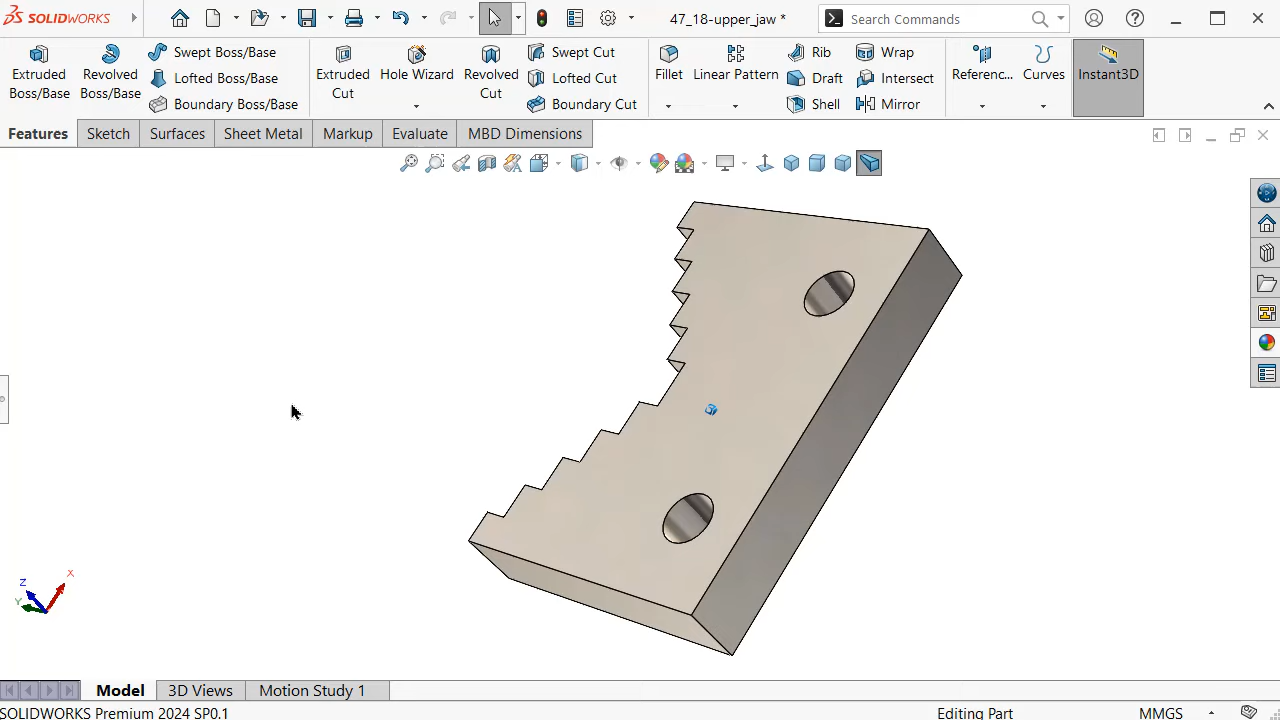 SOLIDWORKS
47_18-upper_jaw *
Search Commands
Extruded Boss/Base
Revolved Boss/Base
Swept Boss/Base
Lofted Boss/Base
Boundary Boss/Base
Extruded Cut
Hole Wizard
Revolved Cut
Swept Cut
Lofted Cut
Boundary Cut
Fillet
Linear Pattern
Rib
Draft
Shell
Wrap
Intersect
Mirror
Referenc...
Curves
Instant3D
Features
Sketch
Surfaces
Sheet Metal
Markup
Evaluate
MBD Dimensions
X
Z
Y
Model
3D Views
Motion Study 1
SOLIDWORKS Premium 2024 SP0.1
Editing Part
MMGS